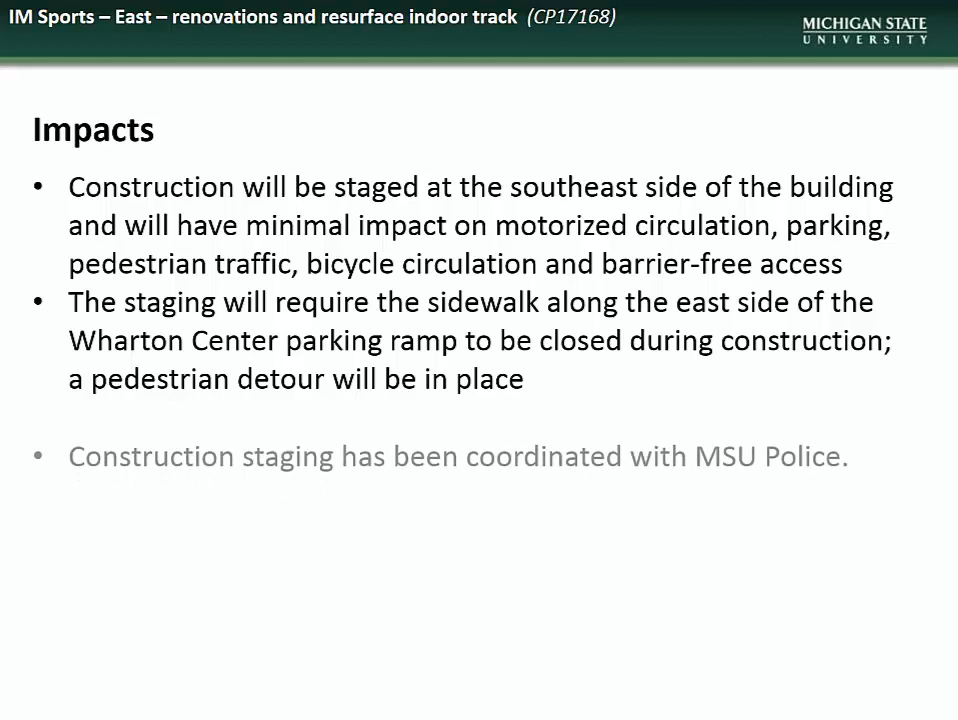 IM Sports – East – renovations and resurface indoor track (CP17168)
MICHIGAN STATE
UNIVERSITY
Impacts
• Construction will be staged at the southeast side of the building
and will have minimal impact on motorized circulation, parking,
pedestrian traffic, bicycle circulation and barrier-free access
• The staging will require the sidewalk along the east side of the
Wharton Center parking ramp to be closed during construction;
a pedestrian detour will be in place
• Construction staging has been coordinated with MSU Police.